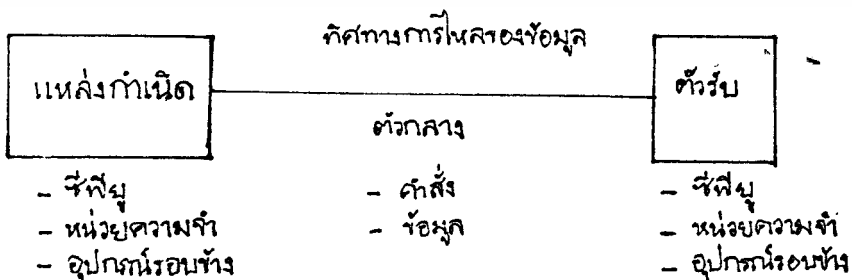 ทิศทางการไหลของข้อมูล
แหล่งกำเนิด
ตัวรับ
ตัวกลาง
- ซีพียู
- หน่วยความจำ
- อุปกรณ์รอบข้าง
- คำสั่ง
- ข้อมูล
- ซีพียู
- หน่วยความจำ
- อุปกรณ์รอบข้าง